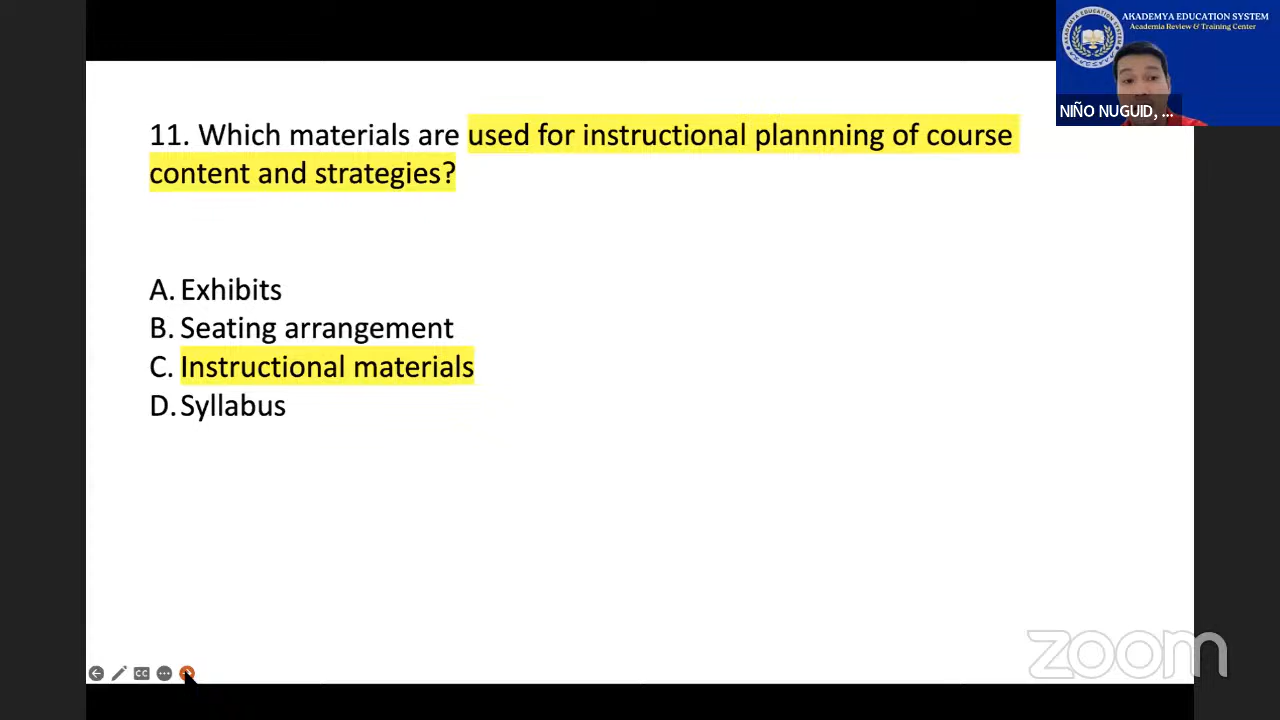 AKADEMYA EDUCATION SYSTEM
Academia Review & Training Center
NIÑO NUGUID, ...
11. Which materials are used for instructional plannning of course
content and strategies?
A. Exhibits
B. Seating arrangement
C. Instructional materials
D. Syllabus
CC
zoom